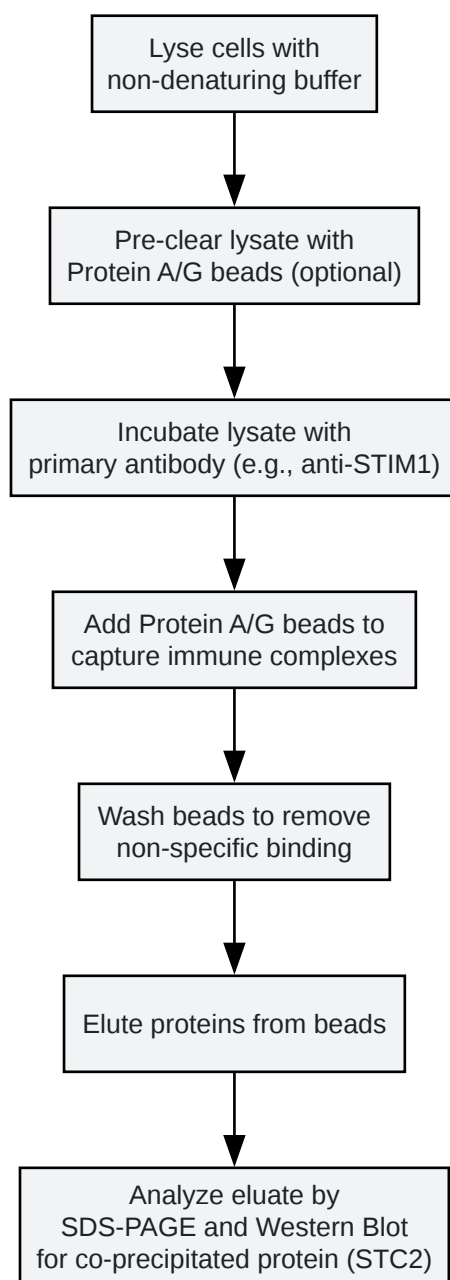 Lyse cells with
non-denaturing buffer
Pre-clear lysate with
Protein A/G beads (optional)
Incubate lysate with
primary antibody (e.g., anti-STIM1)
Add Protein A/G beads to
capture immune complexes
Wash beads to remove
non-specific binding
Elute proteins from beads
Analyze eluate by
SDS-PAGE and Western Blot
for co-precipitated protein (STC2)